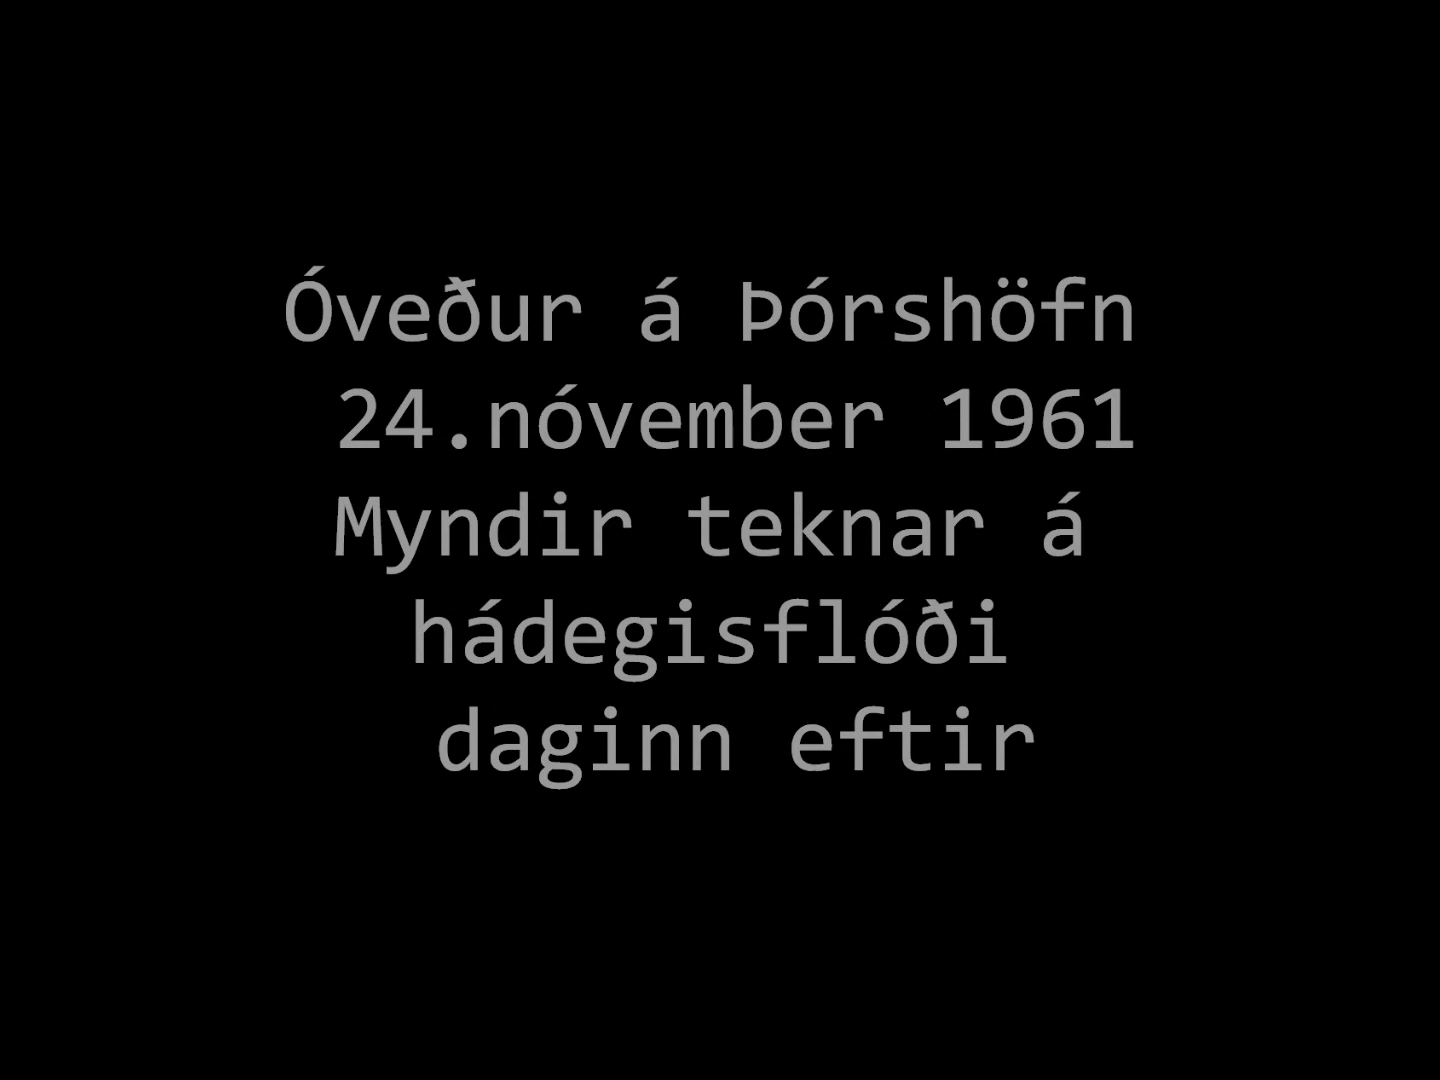 Óveður á Þórshöfn
24.nóvember 1961
Myndir teknar á
hádegisflóði
daginn eftir